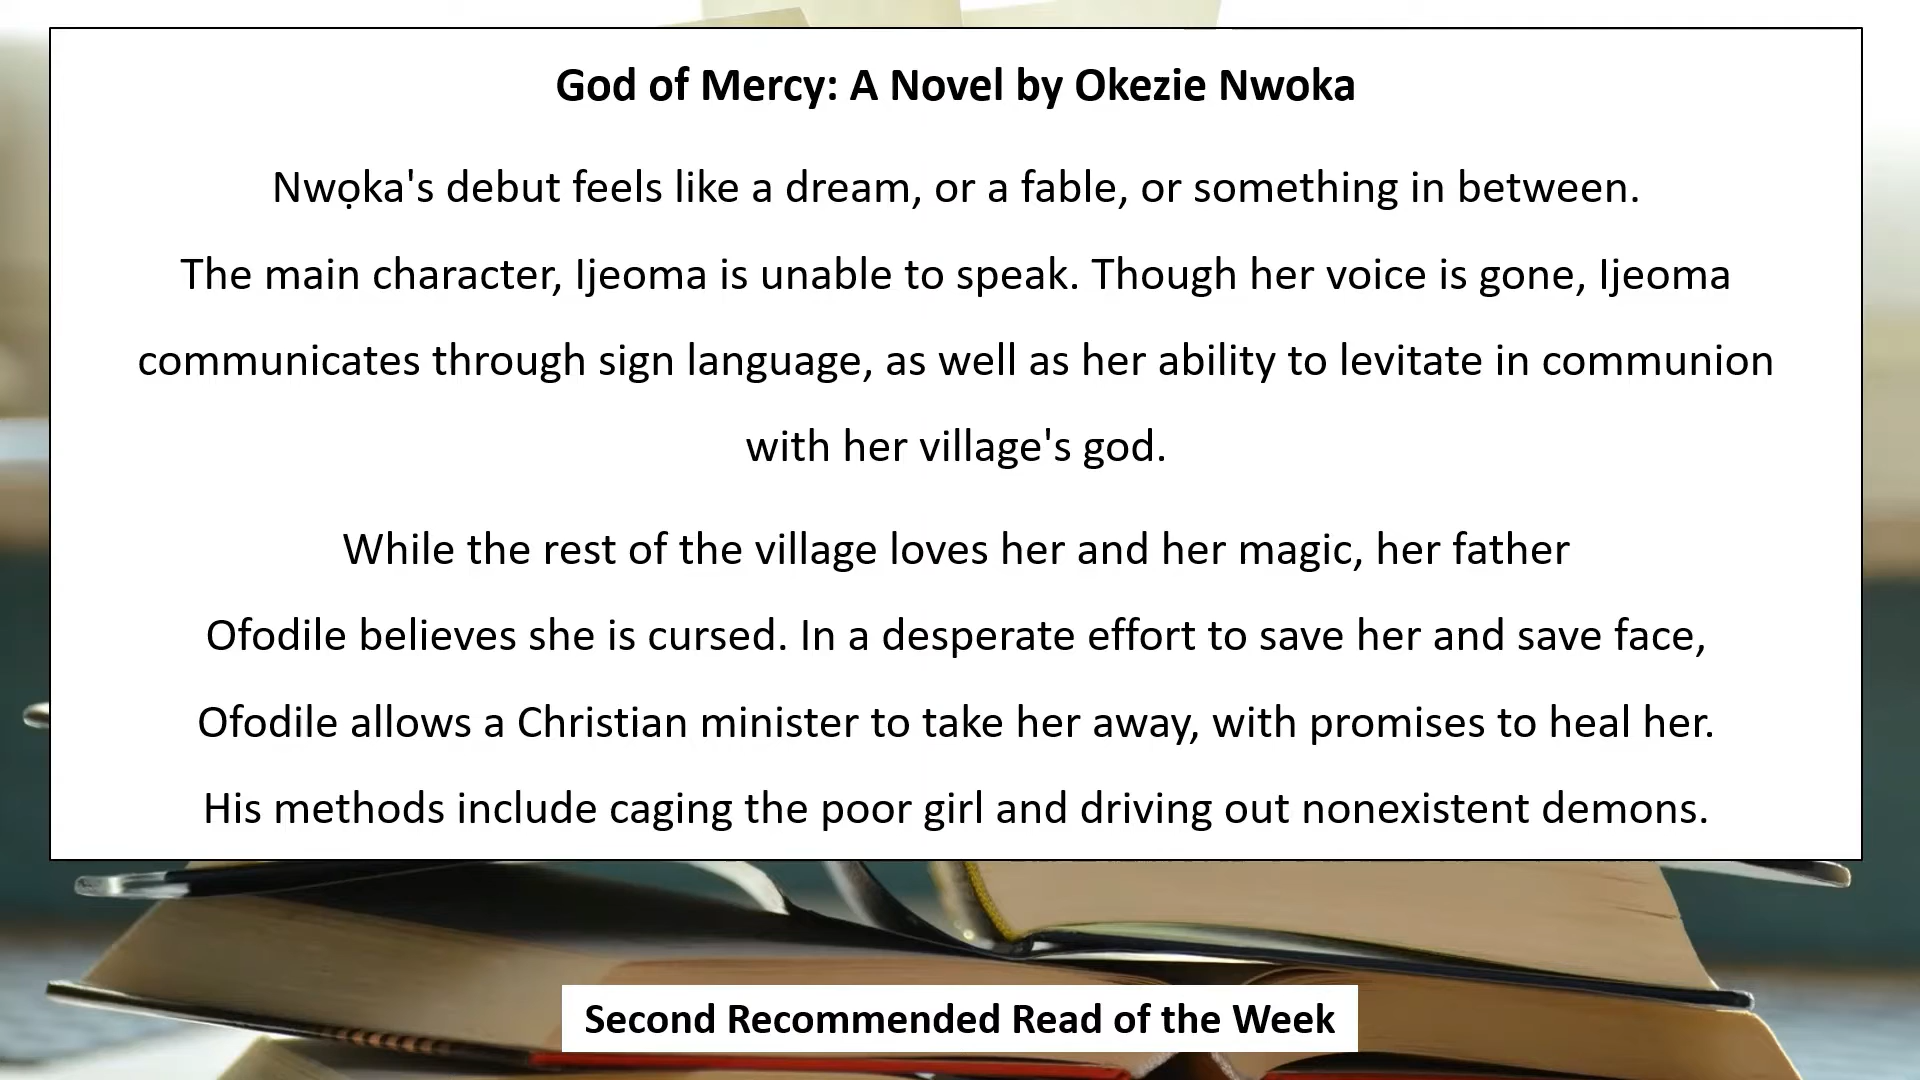 God of Mercy: A Novel by Okezie Nwoka
Nwọka's debut feels like a dream, or a fable, or something in between.
The main character, Ijeoma is unable to speak. Though her voice is gone, Ijeoma
communicates through sign language, as well as her ability to levitate in communion
with her village's god.
While the rest of the village loves her and her magic, her father
Ofodile believes she is cursed. In a desperate effort to save her and save face,
Ofodile allows a Christian minister to take her away, with promises to heal her.
His methods include caging the poor girl and driving out nonexistent demons.
Second Recommended Read of the Week